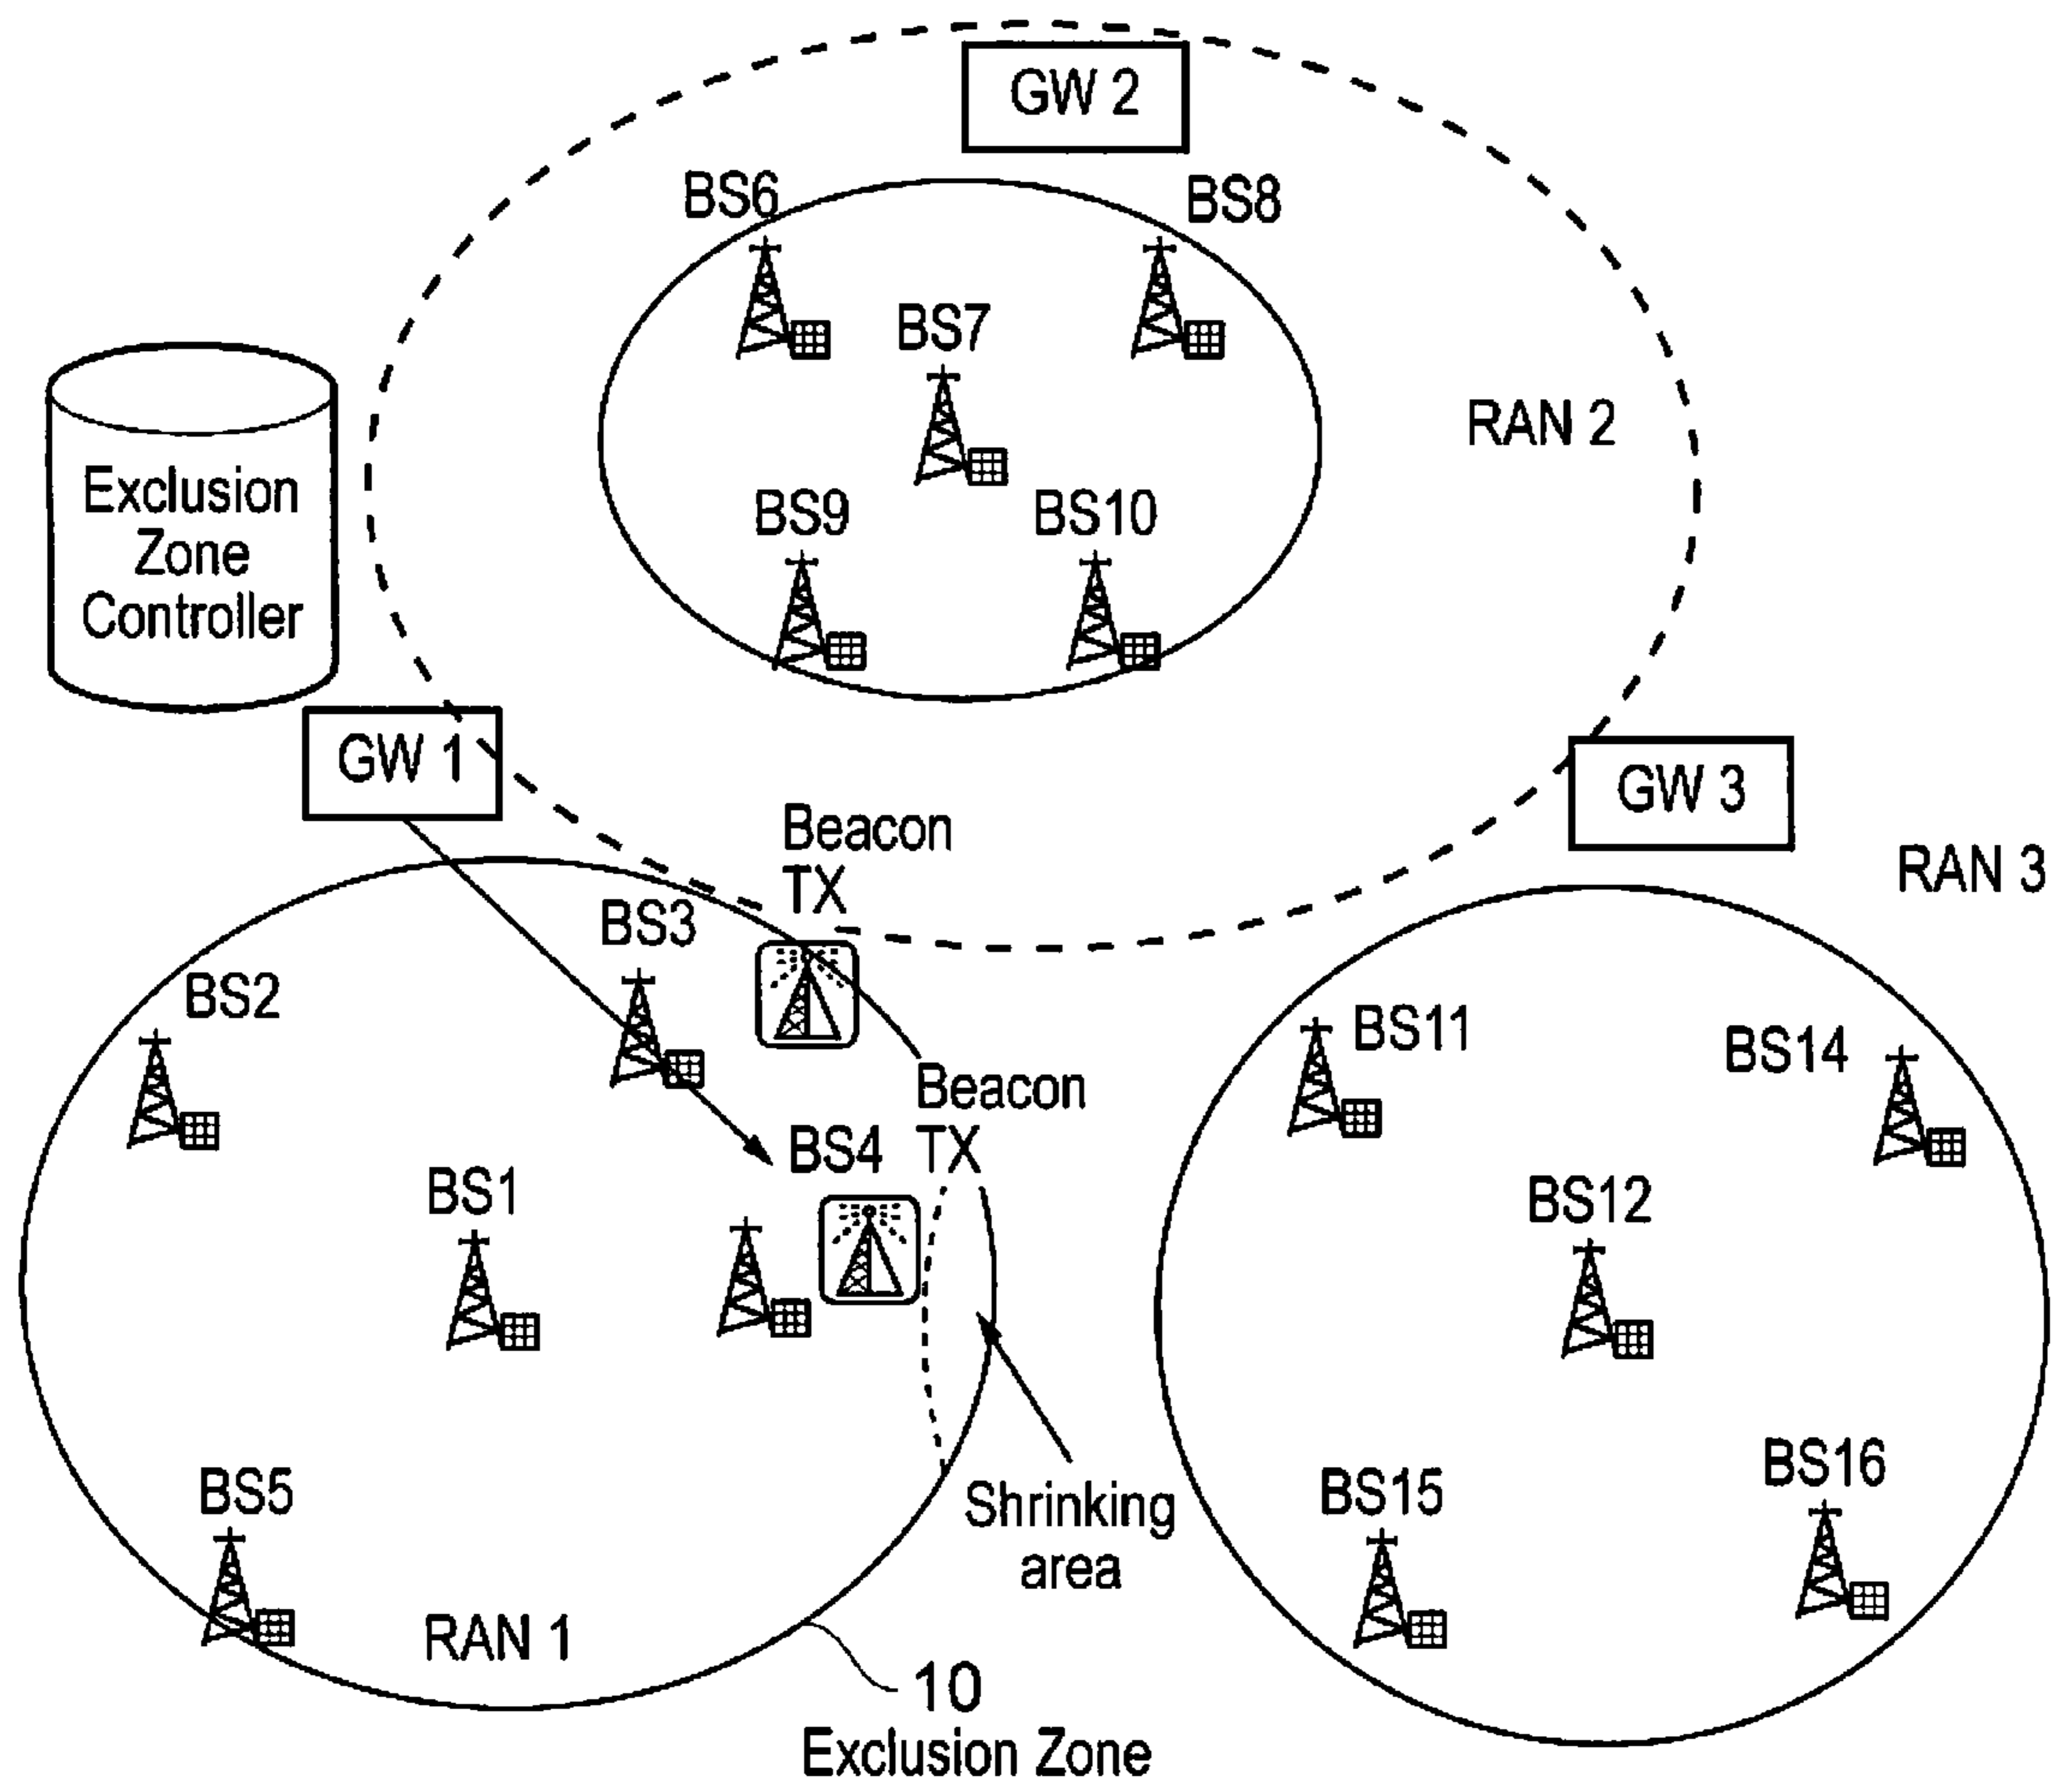 GW 2
BS6
BS8
BS7
RAN 2
Exclusion
Zone
Controller
BS9
BS10
GW 1
GW 3
Beacon
TX
RAN 3
BS3
BS2
BS11
BS14
Beacon
TX
BS4
BS1
BS12
BS5
Shrinking
area
BS15
BS16
RAN 1
10
Exclusion Zone